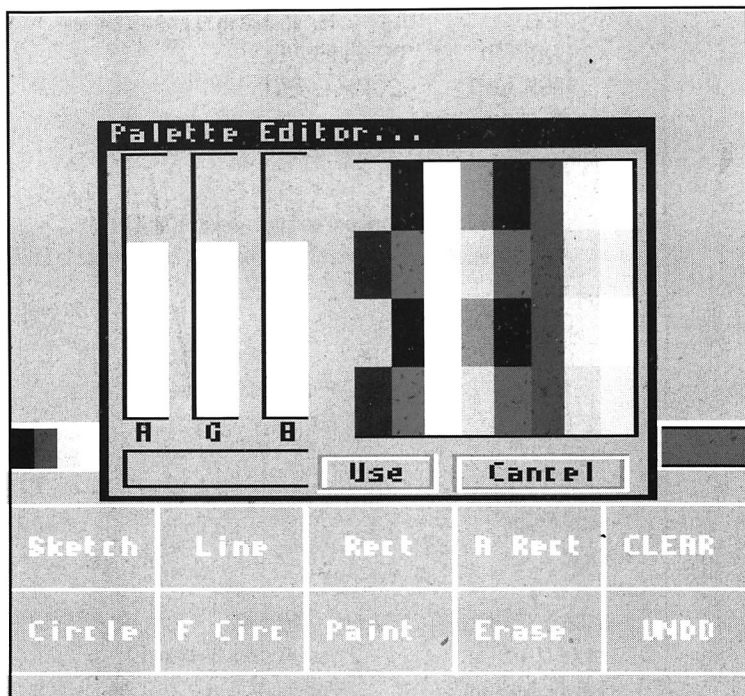 Palette Editor...
R G B
Use Cancel
Sketch Line Rect A Rect CLEAR
Circle F Circ Paint Erase UNDO